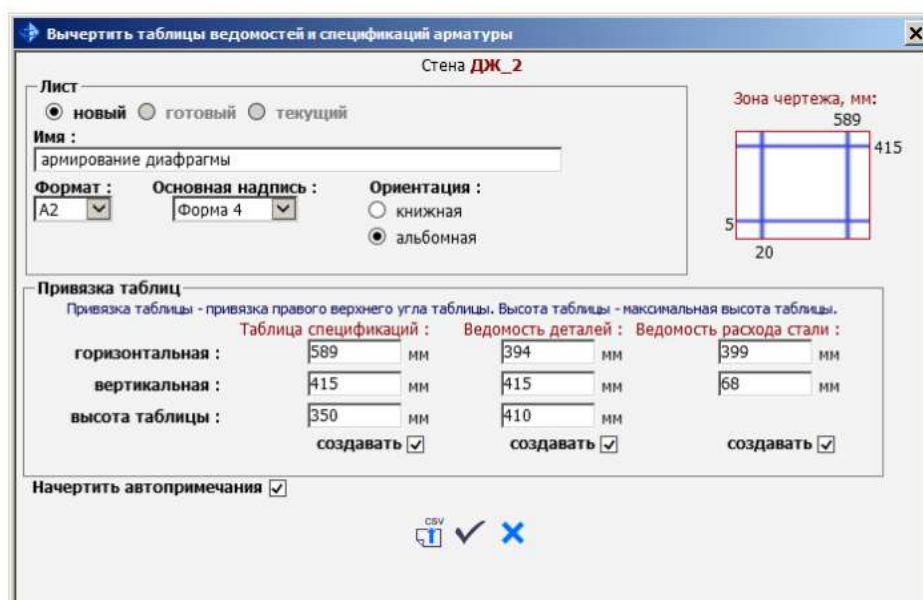 Вычертить таблицы ведомостей и спецификаций арматуры
Стена ДЖ_2
Лист
новый готовый текущий
Имя :
армирование диафрагмы
Формат : Основная надпись : Ориентация :
А2 Форма 4 книжная
альбомная
Зона чертежа, мм:
589
415
5
20
Привязка таблиц
Привязка таблицы - привязка правого верхнего угла таблицы. Высота таблицы - максимальная высота таблицы.
Таблица спецификаций : Ведомость деталей : Ведомость расхода стали :
горизонтальная : 589 мм 394 мм 399 мм
вертикальная : 415 мм 415 мм 68 мм
высота таблицы : 350 мм 410 мм
создавать создавать создавать
Начертить автопримечания
CSV